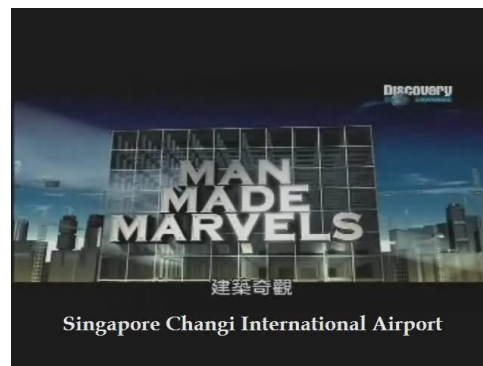 Discovery
MAN
MADE
MARVELS
建築奇觀
Singapore Changi International Airport